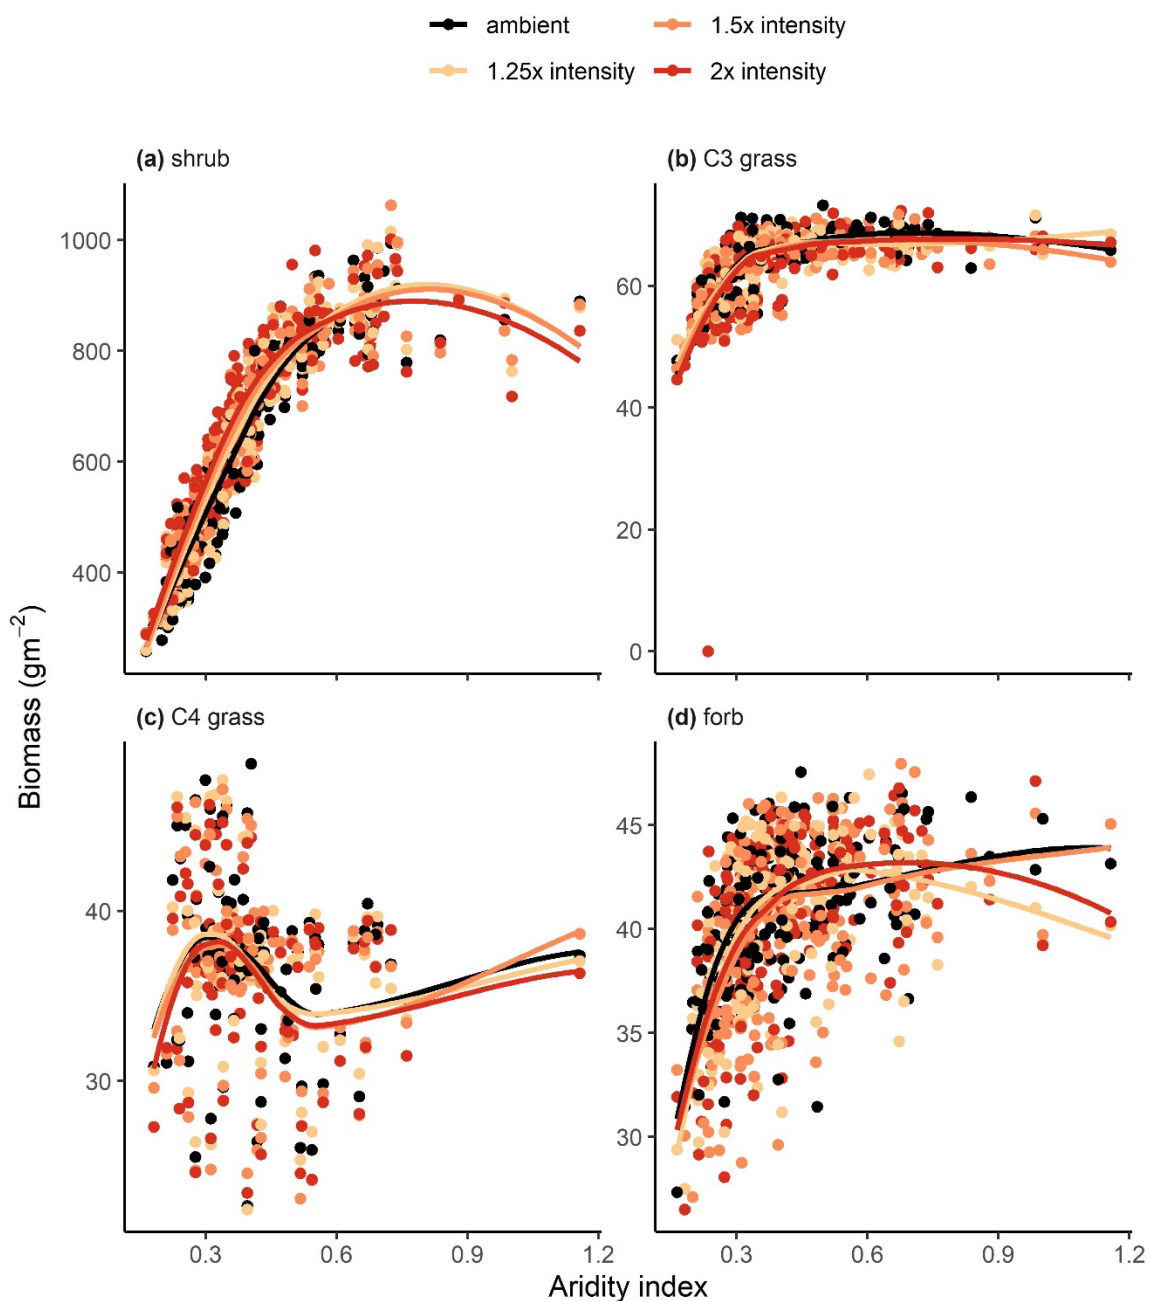 ambient 1.5x intensity
1.25x intensity 2x intensity
(a) shrub
(b) C3 grass
1000
800
600
400
60
40
20
0
Biomass (gm⁻²)
(c) C4 grass
(d) forb
40
30
45
40
35
30
0.3 0.6 0.9 1.2
0.3 0.6 0.9 1.2
Aridity index